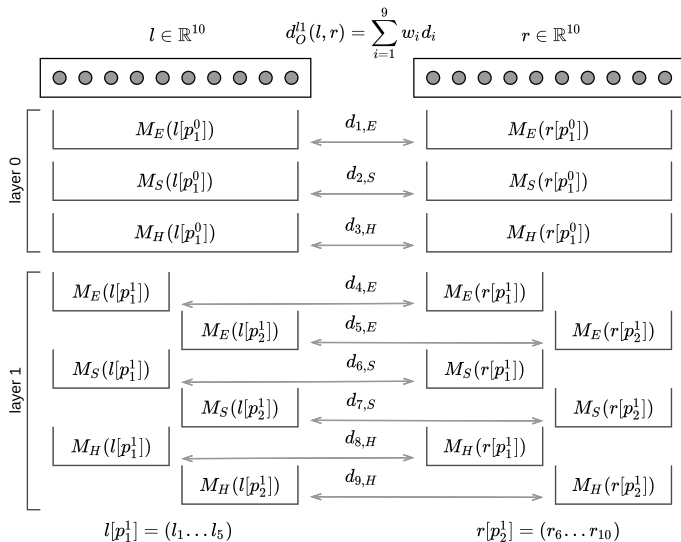 l ∈ ℝ^10 d_O^{l1}(l, r) = ∑_{i=1}^{9} w_i d_i r ∈ ℝ^10
layer 0
M_E(l[p_1^0]) d_{1,E} M_E(r[p_1^0])
M_S(l[p_1^0]) d_{2,S} M_S(r[p_1^0])
M_H(l[p_1^0]) d_{3,H} M_H(r[p_1^0])
layer 1
M_E(l[p_1^1]) d_{4,E} M_E(r[p_1^1])
M_E(l[p_2^1]) d_{5,E} M_E(r[p_2^1])
M_S(l[p_1^1]) d_{6,S} M_S(r[p_1^1])
M_S(l[p_2^1]) d_{7,S} M_S(r[p_2^1])
M_H(l[p_1^1]) d_{8,H} M_H(r[p_1^1])
M_H(l[p_2^1]) d_{9,H} M_H(r[p_2^1])
l[p_1^1] = (l_1 … l_5) r[p_2^1] = (r_6 … r_10)